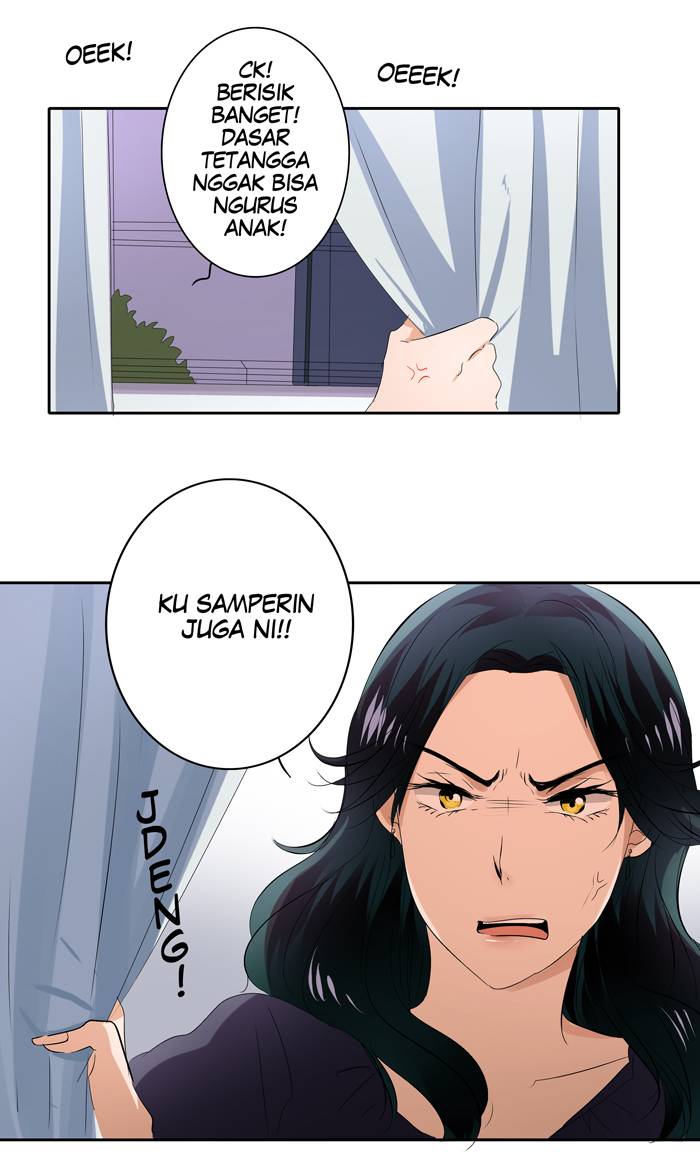 OEEK!
OEEEK!
CK!
BERISIK
BANGET!
DASAR
TETANGGA
NGGAK BISA
NGURUS
ANAK!
KU SAMPERIN
JUGA NI!!
JDENG!